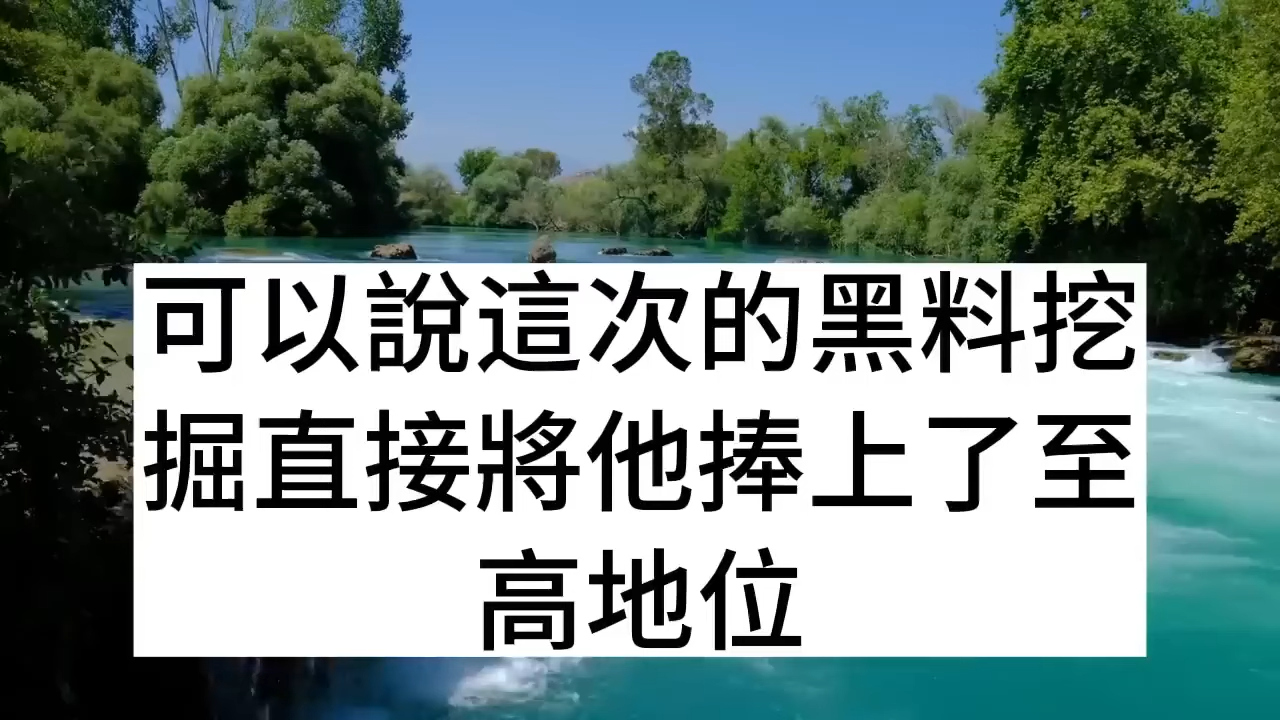 可以說這次的黑料挖
掘直接將他捧上了至
高地位